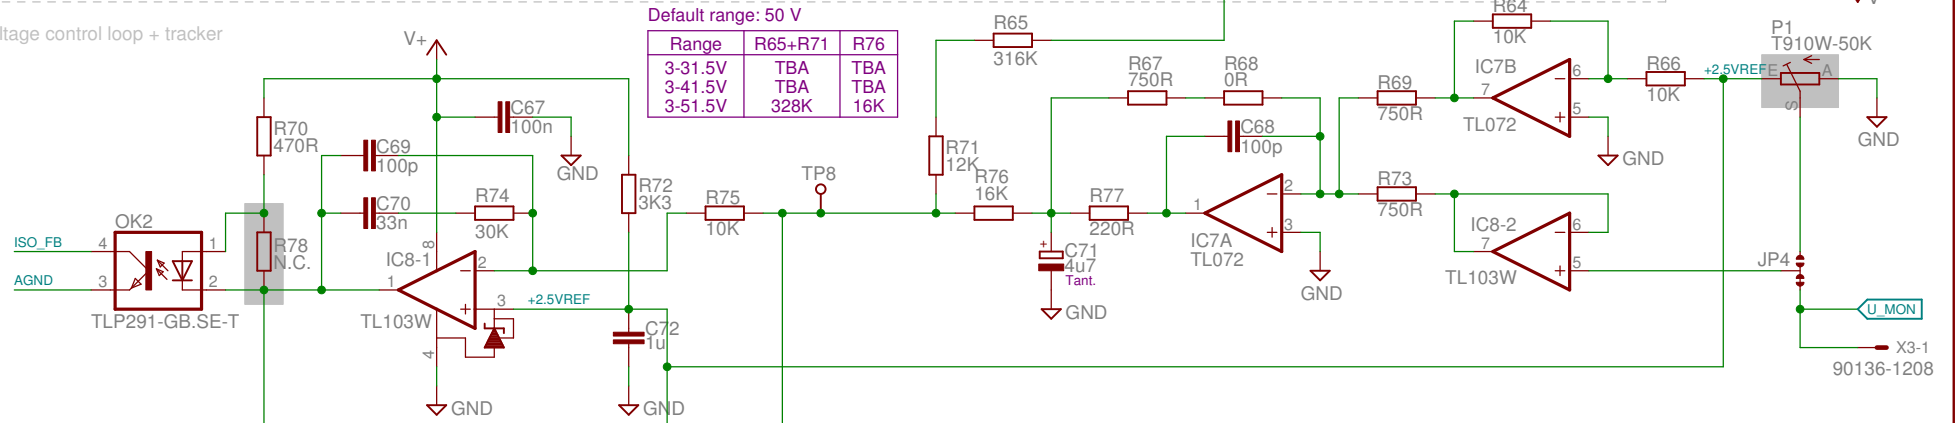 ltage control loop + tracker
Default range: 50 V
Range R65+R71 R76
3-31.5V TBA TBA
3-41.5V TBA TBA
3-51.5V 328K 16K
V+
R65
316K
R64
10K
P1
T910W-50K
+2.5VREF
E
A
S
R66
10K
IC7B
6
7
5
TL072
GND
GND
R67
750R
R68
0R
R69
750R
C67
100n
GND
R70
470R
C69
100p
C70
33n
R74
30K
R72
3K3
R75
10K
TP8
R71
12K
R76
16K
C68
100p
R77
220R
1
2
3
IC7A
TL072
GND
R73
750R
IC8-2
6
7
5
TL103W
OK2
ISO_FB
4
1
AGND
3
2
TLP291-GB.SE-T
R78
N.C.
IC8-1
8
1
2
3
4
TL103W
+2.5VREF
GND
C72
1u
GND
+
C71
4u7
Tant.
GND
JP4
U_MON
X3-1
90136-1208